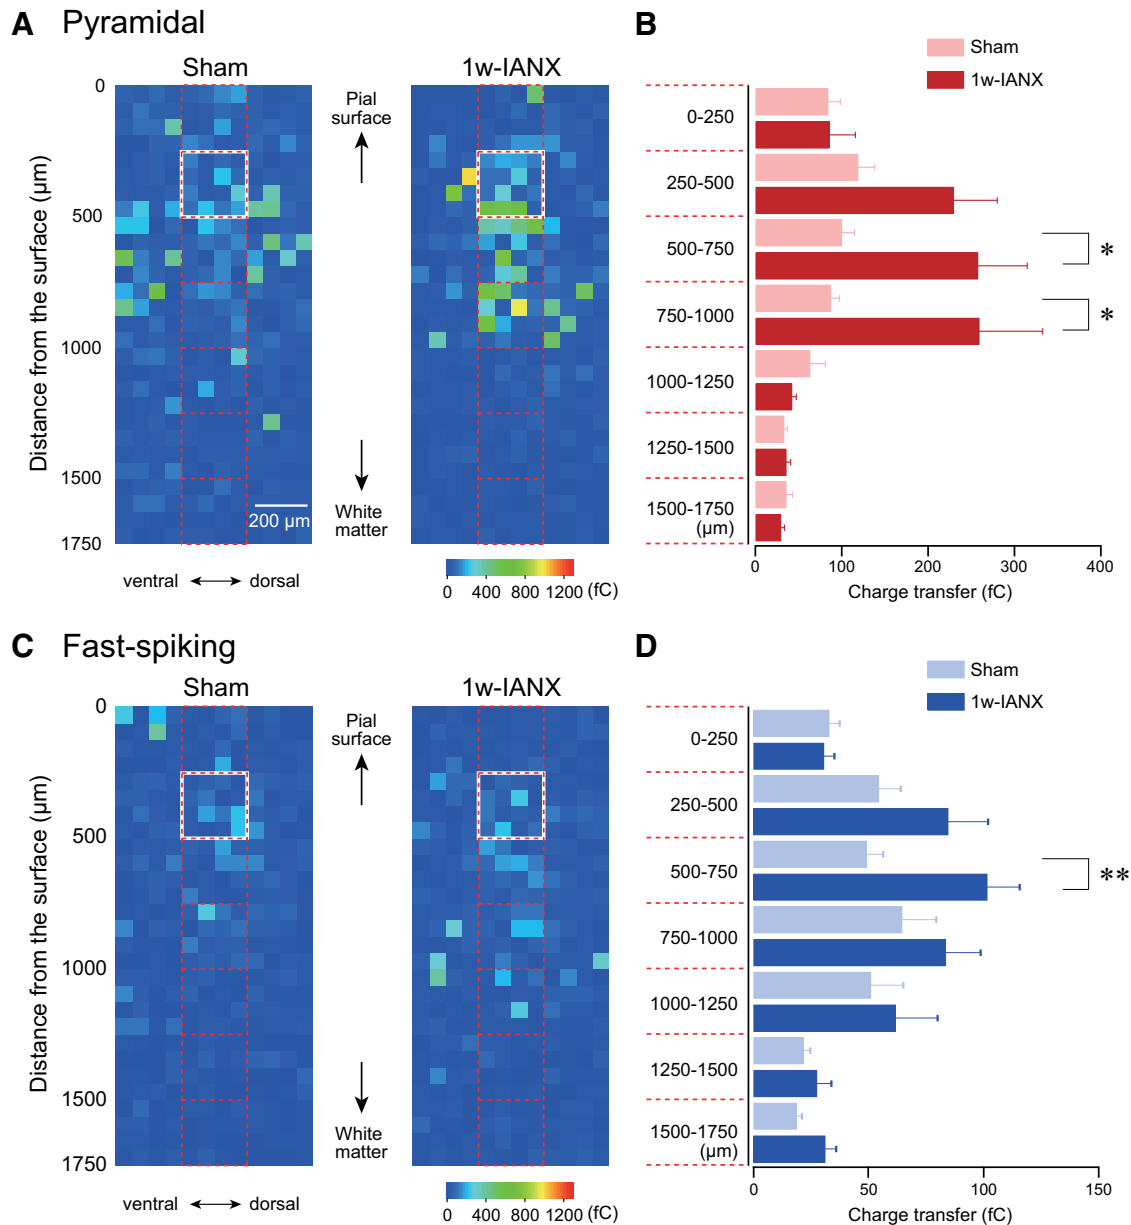 A Pyramidal
Sham
1w-IANX
0
500
1000
1500
1750
Distance from the surface (µm)
Pial
surface
White
matter
200 µm
ventral
dorsal
0 400 800 1200 (fC)
B
Sham
1w-IANX
0-250
250-500
500-750
*
750-1000
*
1000-1250
1250-1500
1500-1750
(µm)
0 100 200 300 400
Charge transfer (fC)
C Fast-spiking
Sham
1w-IANX
0
500
1000
1500
1750
Distance from the surface (µm)
Pial
surface
White
matter
ventral
dorsal
0 400 800 1200 (fC)
D
Sham
1w-IANX
0-250
250-500
500-750
**
750-1000
1000-1250
1250-1500
1500-1750
(µm)
0 50 100 150
Charge transfer (fC)